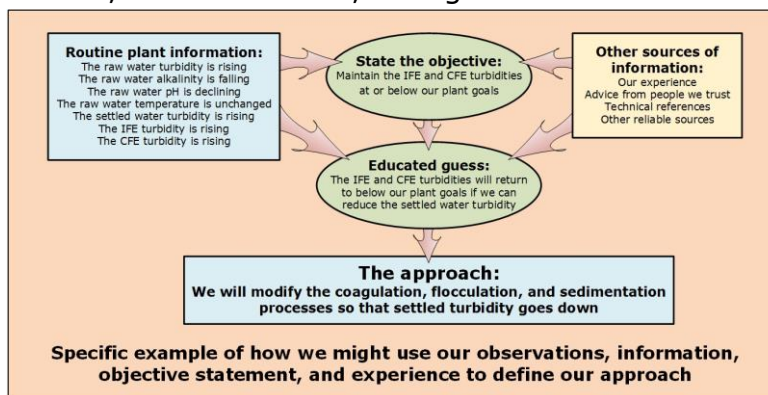 Routine plant information:
The raw water turbidity is rising
The raw water alkalinity is falling
The raw water pH is declining
The raw water temperature is unchanged
The settled water turbidity is rising
The IFE turbidity is rising
The CFE turbidity is rising
State the objective:
Maintain the IFE and CFE turbidities
at or below our plant goals
Other sources of
information:
Our experience
Advice from people we trust
Technical references
Other reliable sources
Educated guess:
The IFE and CFE turbidities will return
to below our plant goals if we can
reduce the settled water turbidity
The approach:
We will modify the coagulation, flocculation, and sedimentation
processes so that settled turbidity goes down
Specific example of how we might use our observations, information,
objective statement, and experience to define our approach